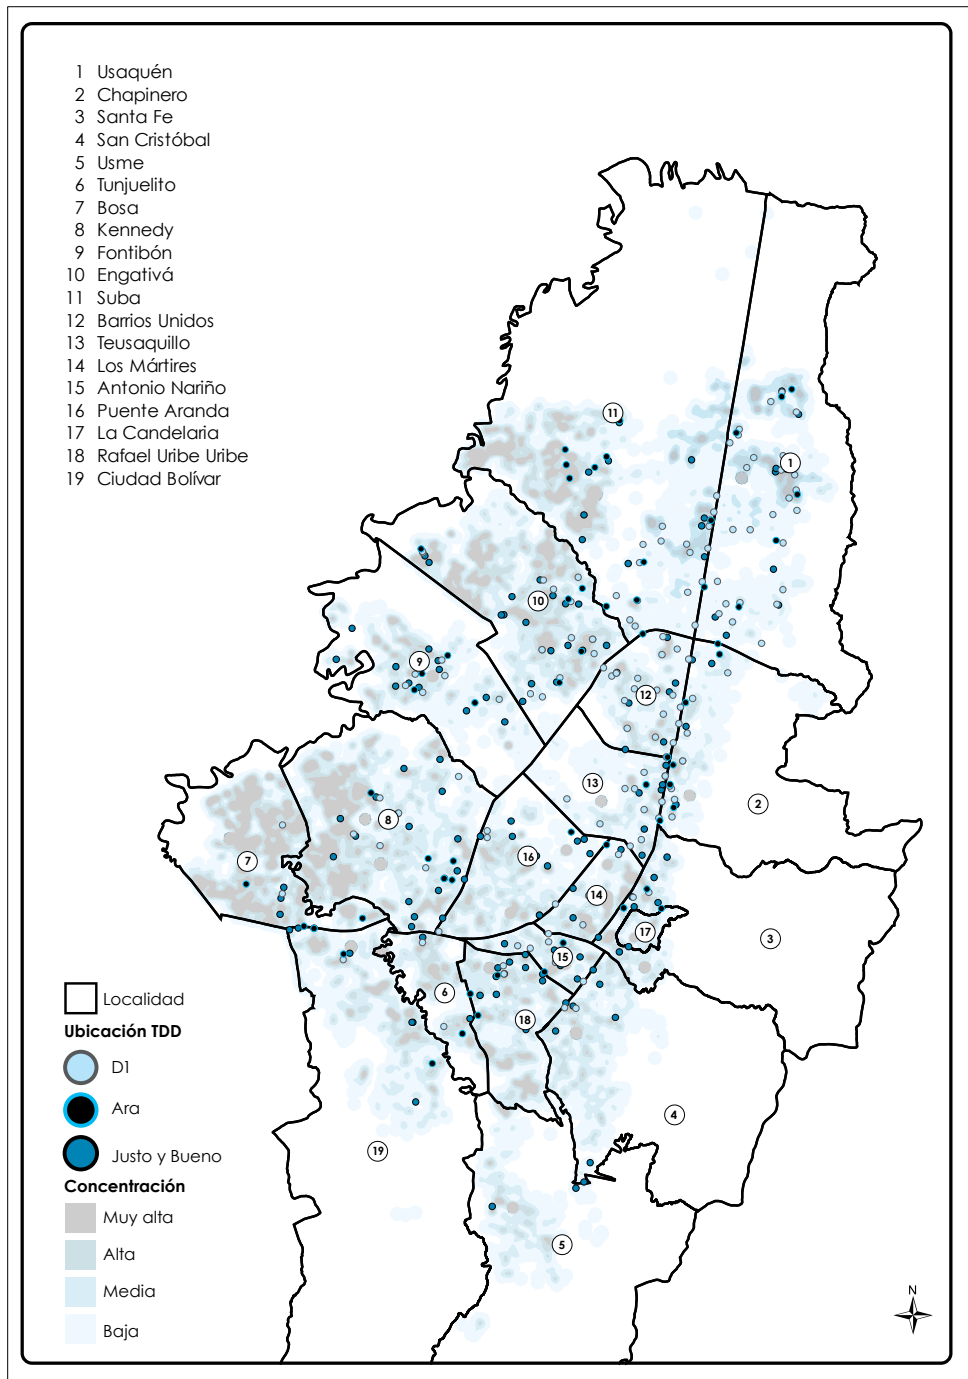 1 Usaquén
2 Chapinero
3 Santa Fe
4 San Cristóbal
5 Usme
6 Tunjuelito
7 Bosa
8 Kennedy
9 Fontibón
10 Engativá
11 Suba
12 Barrios Unidos
13 Teusaquillo
14 Los Mártires
15 Antonio Nariño
16 Puente Aranda
17 La Candelaria
18 Rafael Uribe Uribe
19 Ciudad Bolívar
11
1
10
9
12
13
2
8
16
7
14
17
3
15
6
18
4
19
5
Localidad
Ubicación TDD
D1
Ara
Justo y Bueno
Concentración
Muy alta
Alta
Media
Baja
N